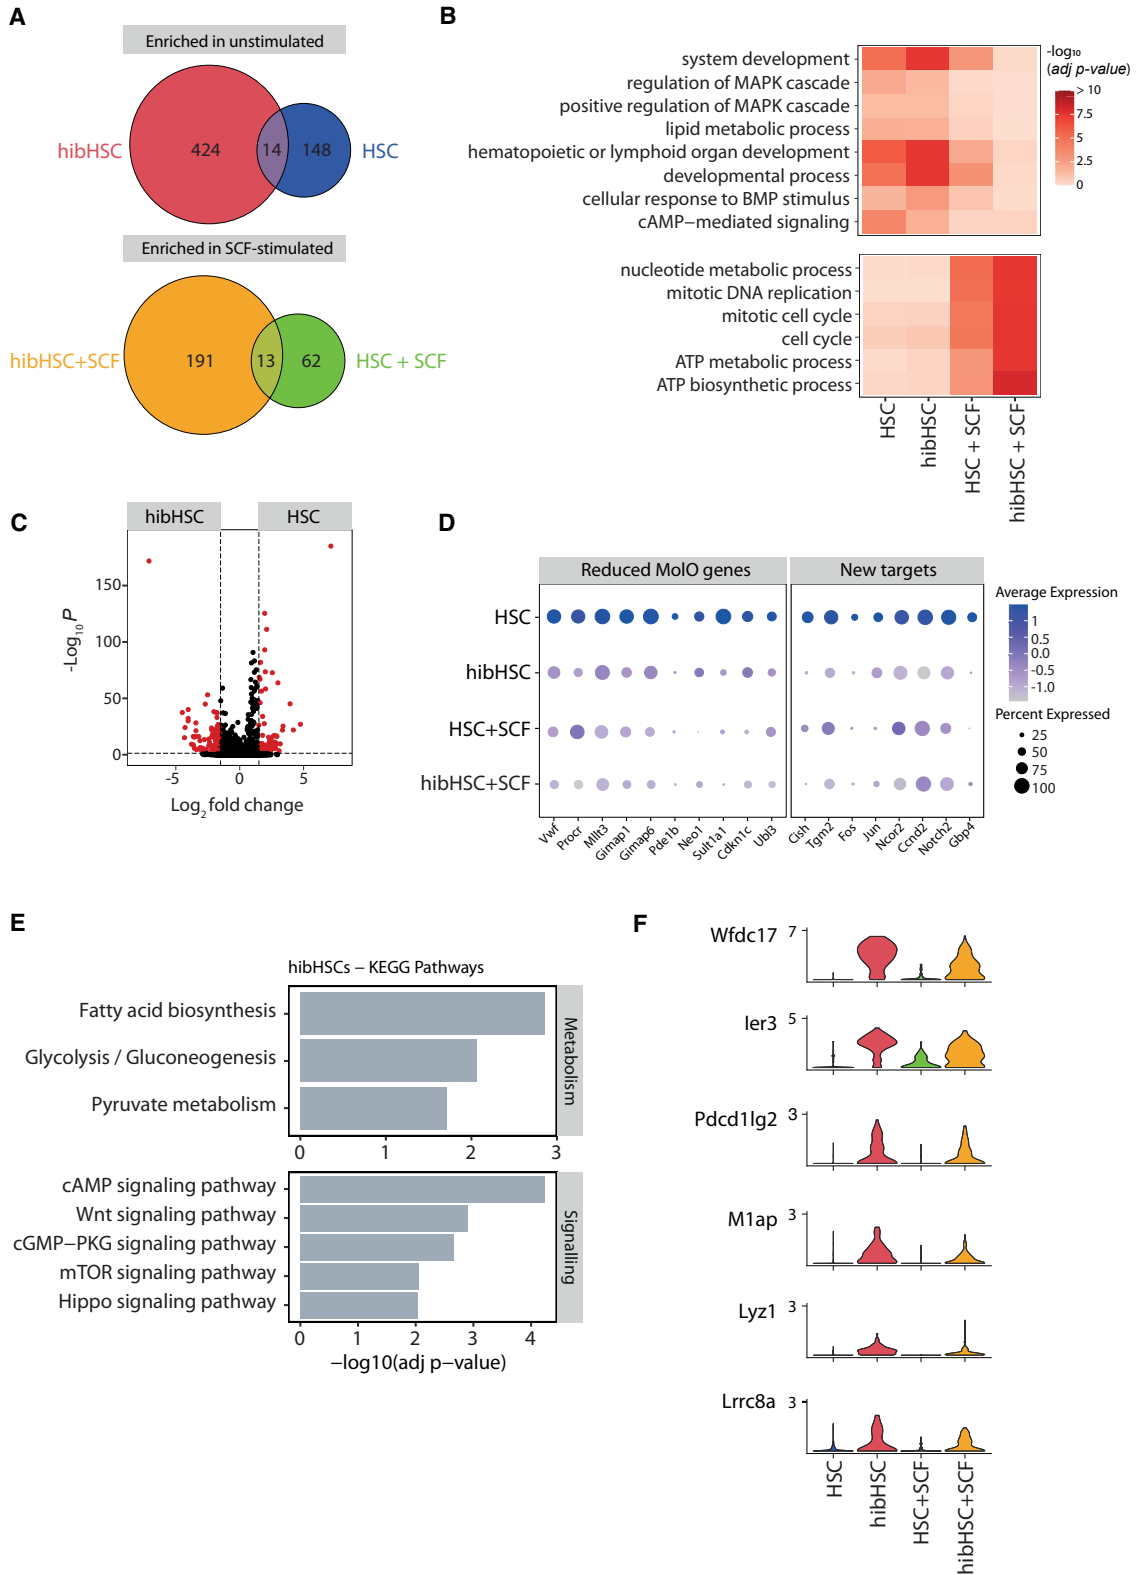 A
Enriched in unstimulated
hibHSC
424
14
148
HSC
Enriched in SCF-stimulated
hibHSC+SCF
191
13
62
HSC + SCF
B
system development
regulation of MAPK cascade
positive regulation of MAPK cascade
lipid metabolic process
hematopoietic or lymphoid organ development
developmental process
cellular response to BMP stimulus
cAMP−mediated signaling
nucleotide metabolic process
mitotic DNA replication
mitotic cell cycle
cell cycle
ATP metabolic process
ATP biosynthetic process
HSC
hibHSC
HSC + SCF
hibHSC + SCF
-log₁₀
(adj p-value)
> 10
7.5
5
2.5
0
C
hibHSC
HSC
150
100
50
0
-Log₁₀ P
-5
0
5
Log₂ fold change
D
Reduced MolO genes
New targets
HSC
hibHSC
HSC+SCF
hibHSC+SCF
Vwf
Procr
Mllt3
Gimap1
Gimap6
Pde1b
Neo1
Sult1a1
Cdkn1c
Ubl3
Cish
Tgm2
Fos
Jun
Ncor2
Ccnd2
Notch2
Gbp4
Average Expression
1
0.5
0.0
-0.5
-1.0
Percent Expressed
25
50
75
100
E
hibHSCs – KEGG Pathways
Fatty acid biosynthesis
Glycolysis / Gluconeogenesis
Pyruvate metabolism
Metabolism
0
1
2
3
cAMP signaling pathway
Wnt signaling pathway
cGMP−PKG signaling pathway
mTOR signaling pathway
Hippo signaling pathway
Signalling
0
1
2
3
4
−log10(adj p−value)
F
Wfdc17
7
Ier3
5
Pdcd1lg2
3
M1ap
3
Lyz1
3
Lrrc8a
3
HSC
hibHSC
HSC+SCF
hibHSC+SCF